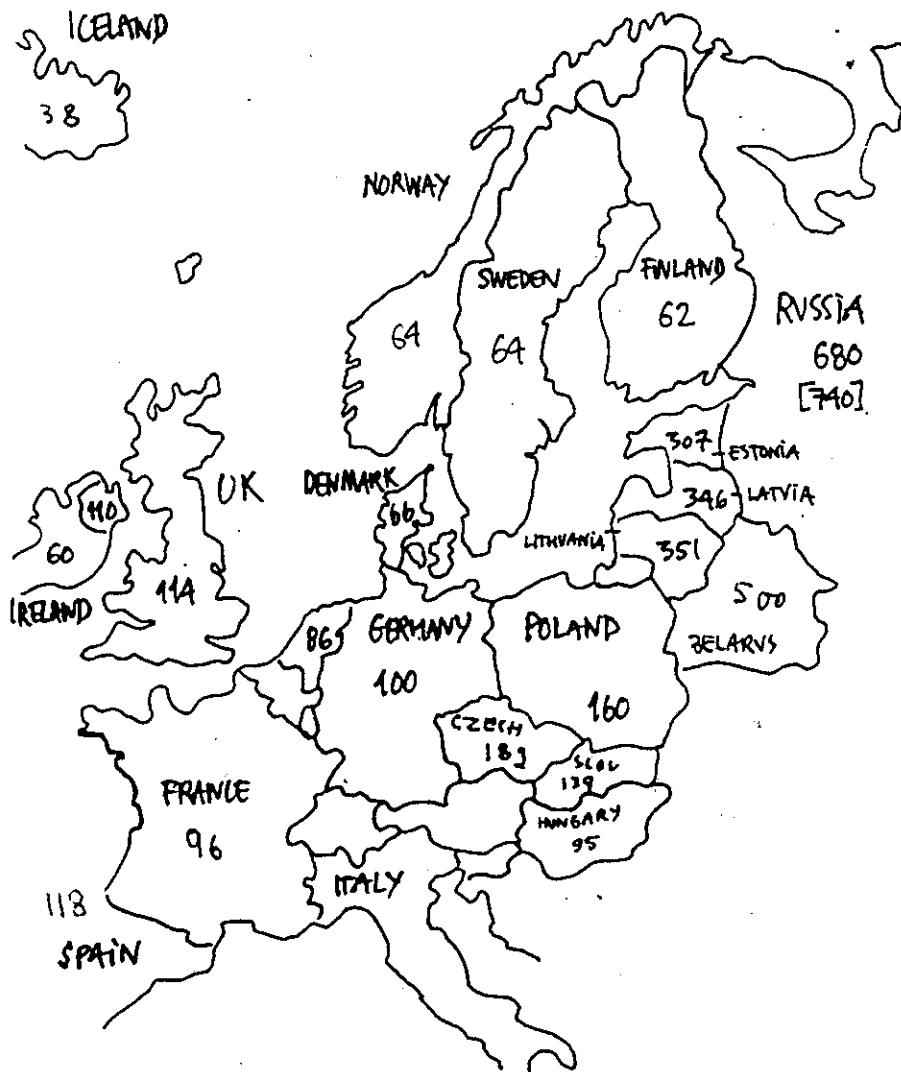 ICELAND
38
NORWAY
SWEDEN
FINLAND
64
64
62
RUSSIA
680
[740]
307
ESTONIA
UK
DENMARK
110
66
346
LATVIA
LITHUANIA
60
351
IRELAND
114
500
BELARUS
86
GERMANY
100
POLAND
160
CZECH
189
SLOV
139
FRANCE
96
HUNGARY
95
ITALY
118
SPAIN